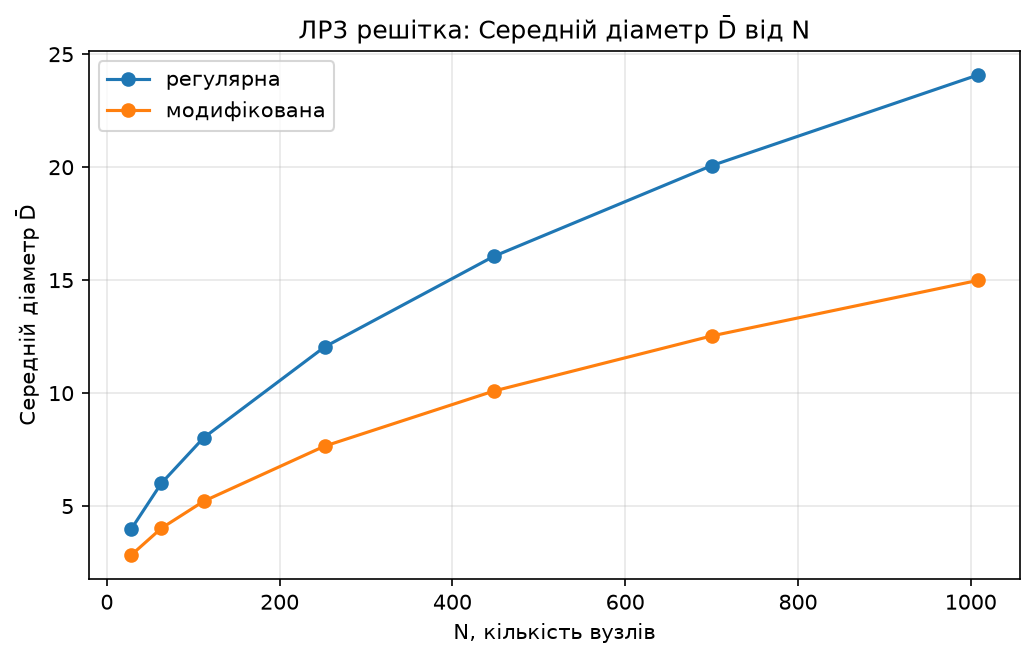 ЛР3 решітка: Середній діаметр D̄ від N
регулярна
модифікована
Середній діаметр D̄
25
20
15
10
5
0 200 400 600 800 1000
N, кількість вузлів